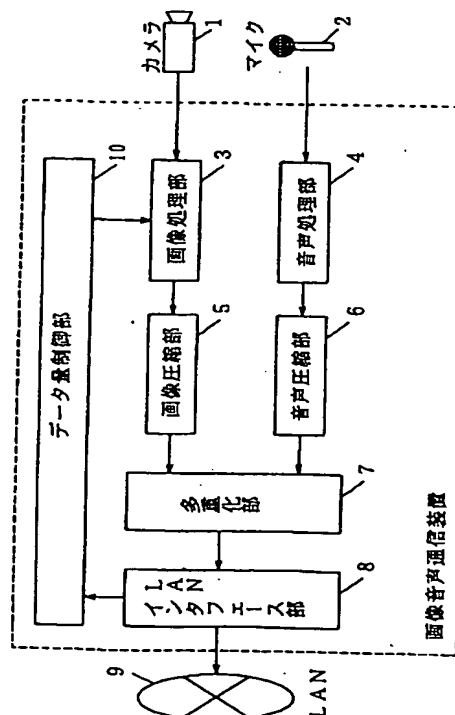 カメラ
1
マイク
2
10
データ量制御部
画像処理部
3
音声処理部
4
画像圧縮部
5
音声圧縮部
6
多重化部
7
LAN
インタフェース部
8
9
LAN
画像音声通信装置